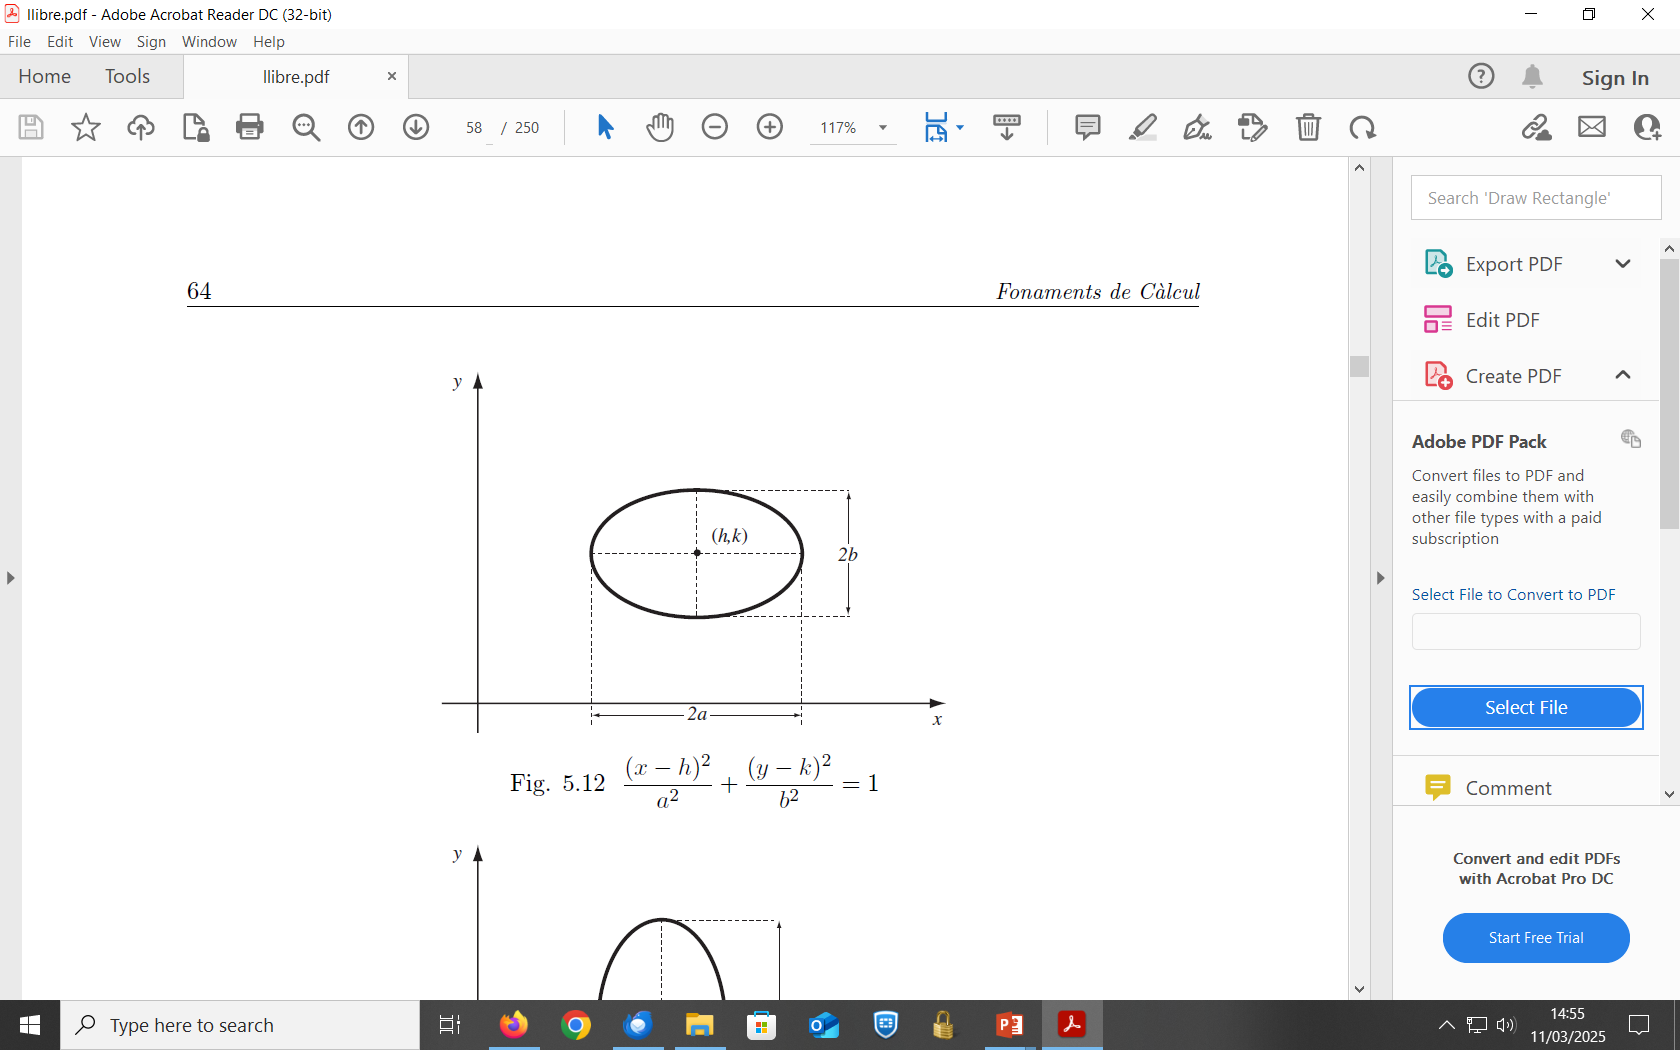 llibre.pdf - Adobe Acrobat Reader DC (32-bit)
File Edit View Sign Window Help
Home Tools llibre.pdf × Sign In
58 / 250 117%
64 Fonaments de Càlcul
y
(h,k)
2b
2a
x
Fig. 5.12 (x − h)²/a² + (y − k)²/b² = 1
y
Search 'Draw Rectangle'
Export PDF
Edit PDF
Create PDF
Adobe PDF Pack
Convert files to PDF and
easily combine them with
other file types with a paid
subscription
Select File to Convert to PDF
Select File
Comment
Convert and edit PDFs
with Acrobat Pro DC
Start Free Trial
Type here to search
14:55
11/03/2025